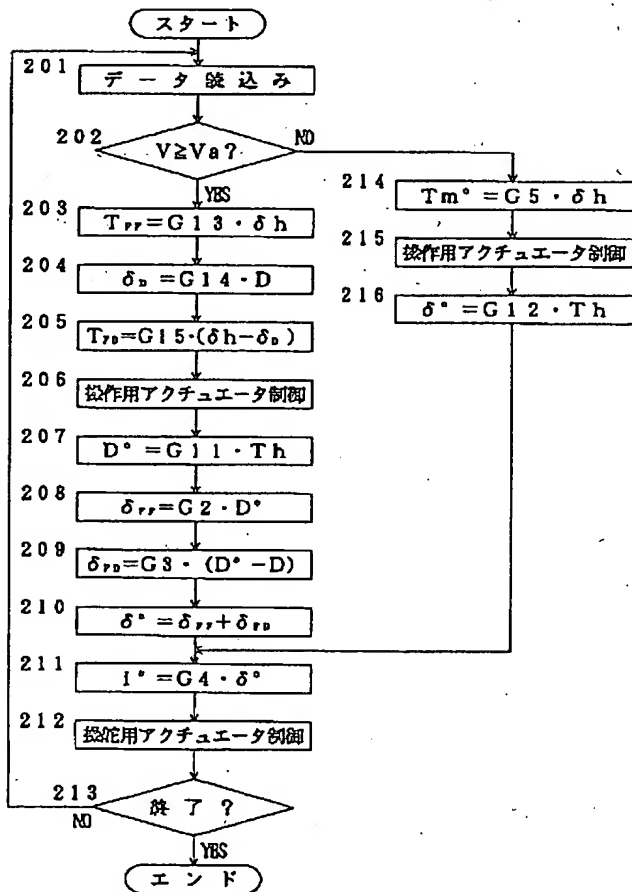 スタート
201
データ読込み
202
V≧Va?
NO
YES
203
T_FF=G13・δh
204
δ_D=G14・D
205
T_FD=G15・(δh-δ_D)
206
操作用アクチュエータ制御
207
D*=G11・Th
208
δ_FF=G2・D*
209
δ_FD=G3・(D*-D)
210
δ*=δ_FF+δ_FD
211
I*=G4・δ*
212
操舵用アクチュエータ制御
213
終了?
NO
YES
エンド
214
Tm*=G5・δh
215
操作用アクチュエータ制御
216
δ*=G12・Th